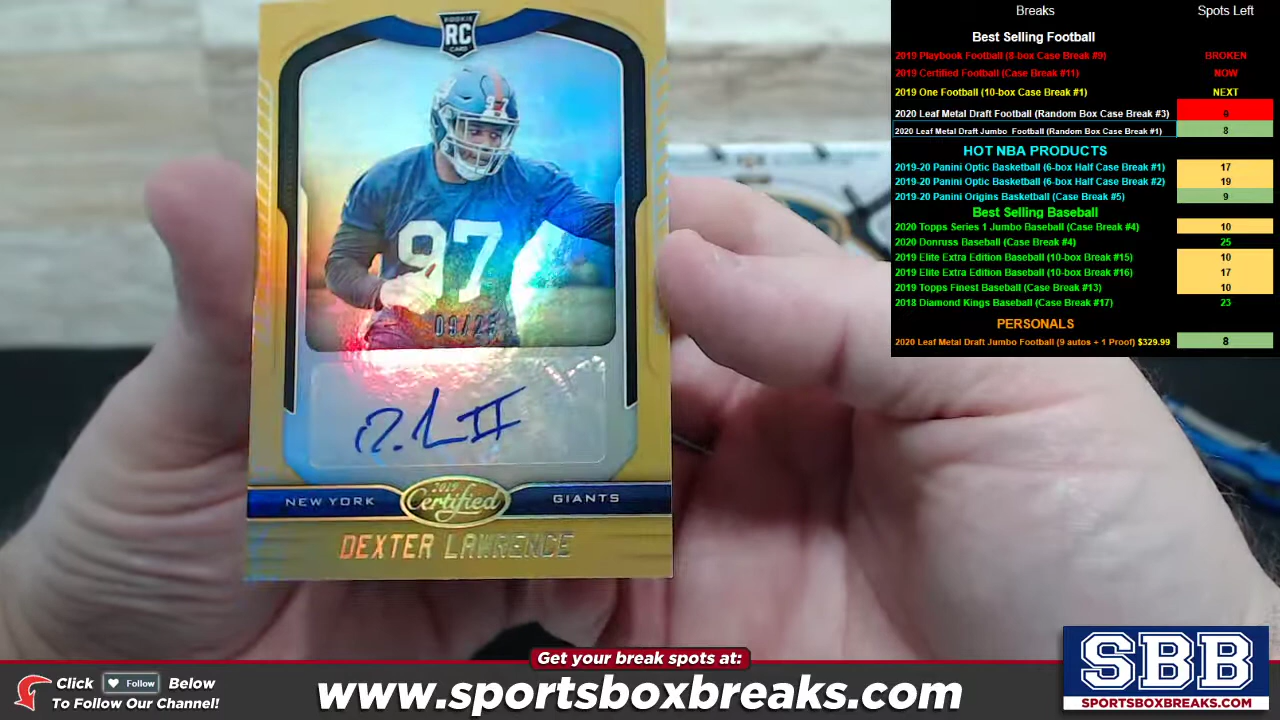 ROOKIE
RC
CARD
97
97
09/25
D. L II
NEW YORK
2019
Certified
GIANTS
DEXTER LAWRENCE
Breaks Spots Left
Best Selling Football
2019 Playbook Football (8-box Case Break #9) BROKEN
2019 Certified Football (Case Break #11) NOW
2019 One Football (10-box Case Break #1) NEXT
2020 Leaf Metal Draft Football (Random Box Case Break #3)
2020 Leaf Metal Draft Jumbo Football (Random Box Case Break #1) 8
HOT NBA PRODUCTS
2019-20 Panini Optic Basketball (6-box Half Case Break #1) 17
2019-20 Panini Optic Basketball (6-box Half Case Break #2) 19
2019-20 Panini Origins Basketball (Case Break #5) 9
Best Selling Baseball
2020 Topps Series 1 Jumbo Baseball (Case Break #4) 10
2020 Donruss Baseball (Case Break #4) 25
2019 Elite Extra Edition Baseball (10-box Break #15) 10
2019 Elite Extra Edition Baseball (10-box Break #16) 17
2019 Topps Finest Baseball (Case Break #13) 10
2018 Diamond Kings Baseball (Case Break #17) 23
PERSONALS
2020 Leaf Metal Draft Jumbo Football (9 autos + 1 Proof) $329.99 8
Get your break spots at:
Click Follow Below
To Follow Our Channel!
www.sportsboxbreaks.com
SBB
SPORTSBOXBREAKS.COM